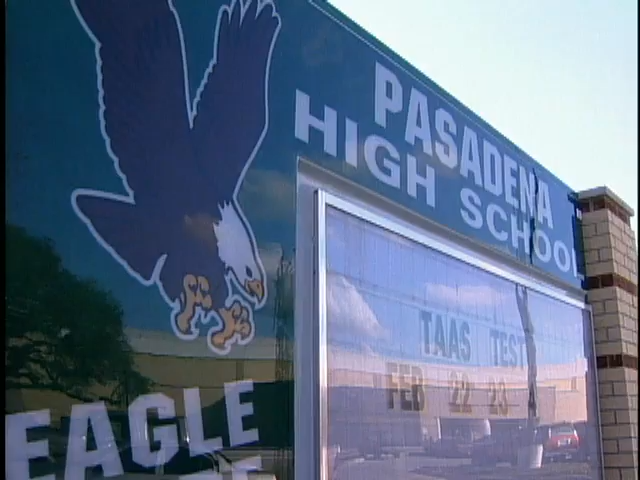 PASADENA
HIGH SCHOOL
TAAS TEST
FEB 22 23
EAGLE